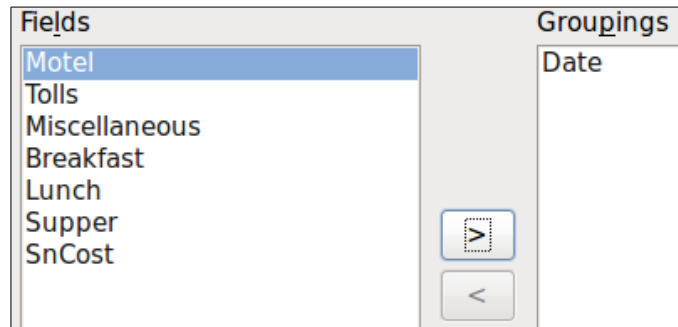 Fields
Groupings
Motel
Date
Tolls
Miscellaneous
Breakfast
Lunch
Supper
>
SnCost
<